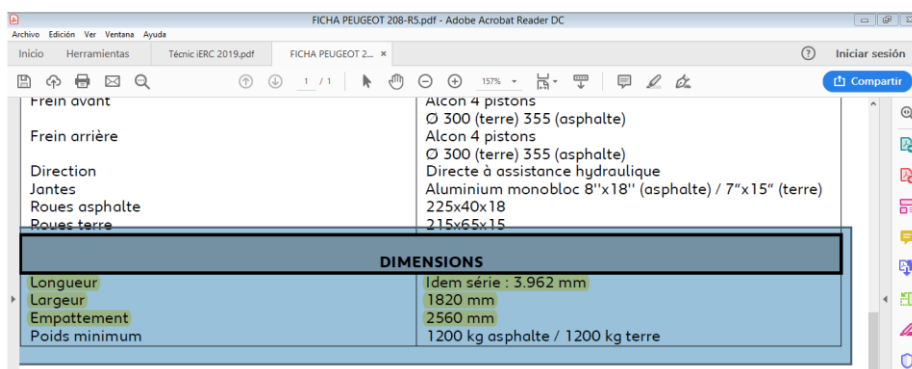 FICHA PEUGEOT 208-R5.pdf - Adobe Acrobat Reader DC
Archivo Edición Ver Ventana Ayuda
Inicio Herramientas Técnic iERC 2019.pdf FICHA PEUGEOT 2... × Iniciar sesión
1 / 1 157% Compartir
Frein avant Alcon 4 pistons
Ø 300 (terre) 355 (asphalte)
Frein arrière Alcon 4 pistons
Ø 300 (terre) 355 (asphalte)
Direction Directe à assistance hydraulique
Jantes Aluminium monobloc 8''x18'' (asphalte) / 7"x15" (terre)
Roues asphalte 225x40x18
Roues terre 215x65x15
DIMENSIONS
Longueur Idem série : 3.962 mm
Largeur 1820 mm
Empattement 2560 mm
Poids minimum 1200 kg asphalte / 1200 kg terre